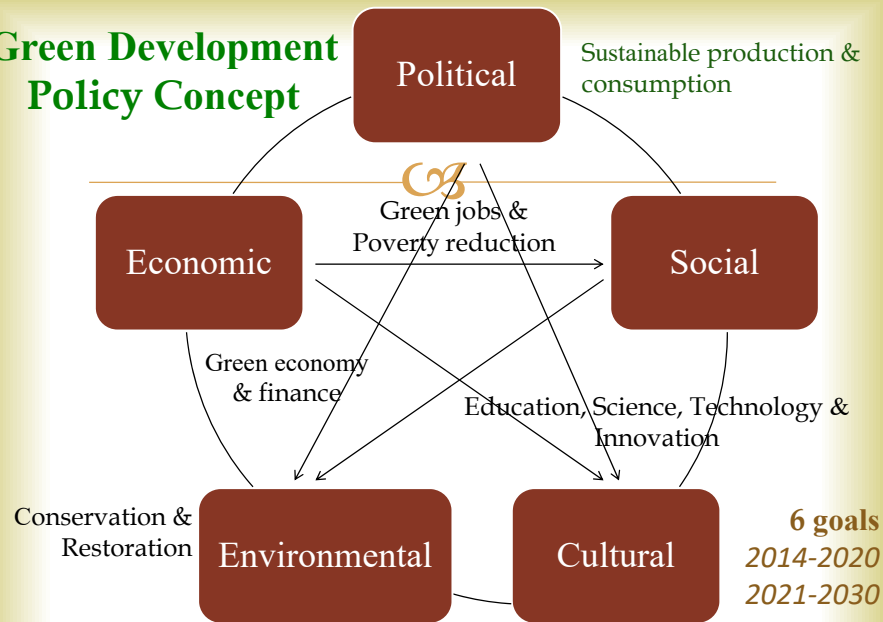 Green Development
Policy Concept
Political
Sustainable production &
consumption
Green jobs &
Poverty reduction
Economic
Social
Green economy
& finance
Education, Science, Technology &
Innovation
Conservation &
Restoration
Environmental
Cultural
6 goals
2014-2020
2021-2030